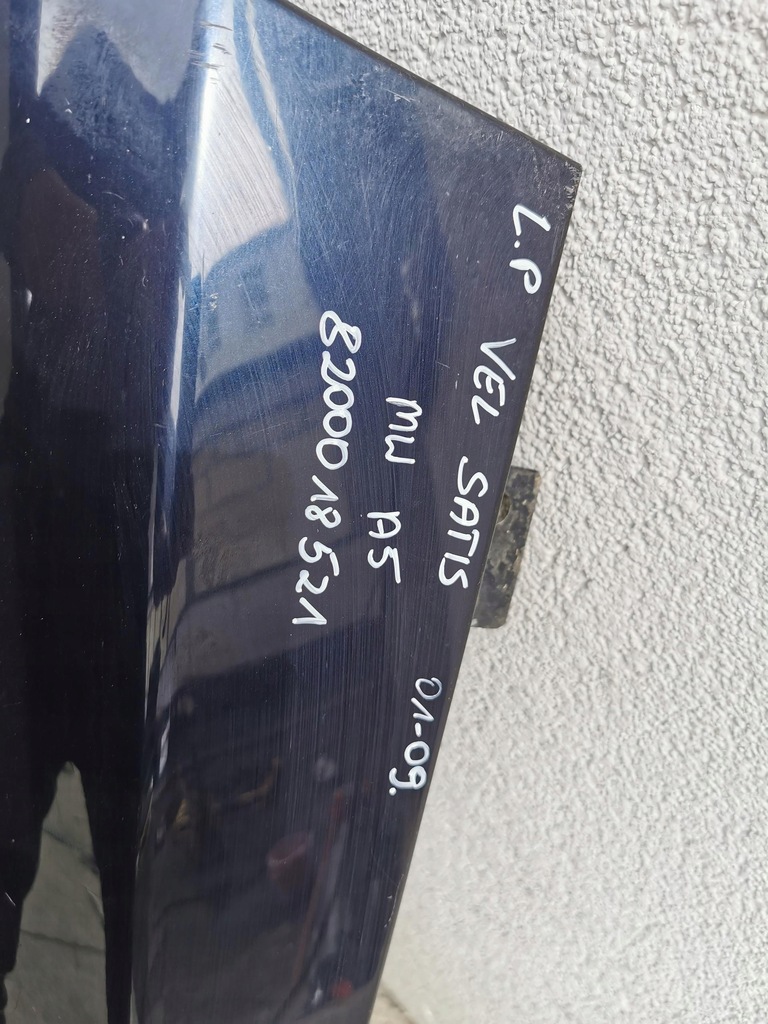 L.P VEL SATIS 01-09.
MW A5
8200018521